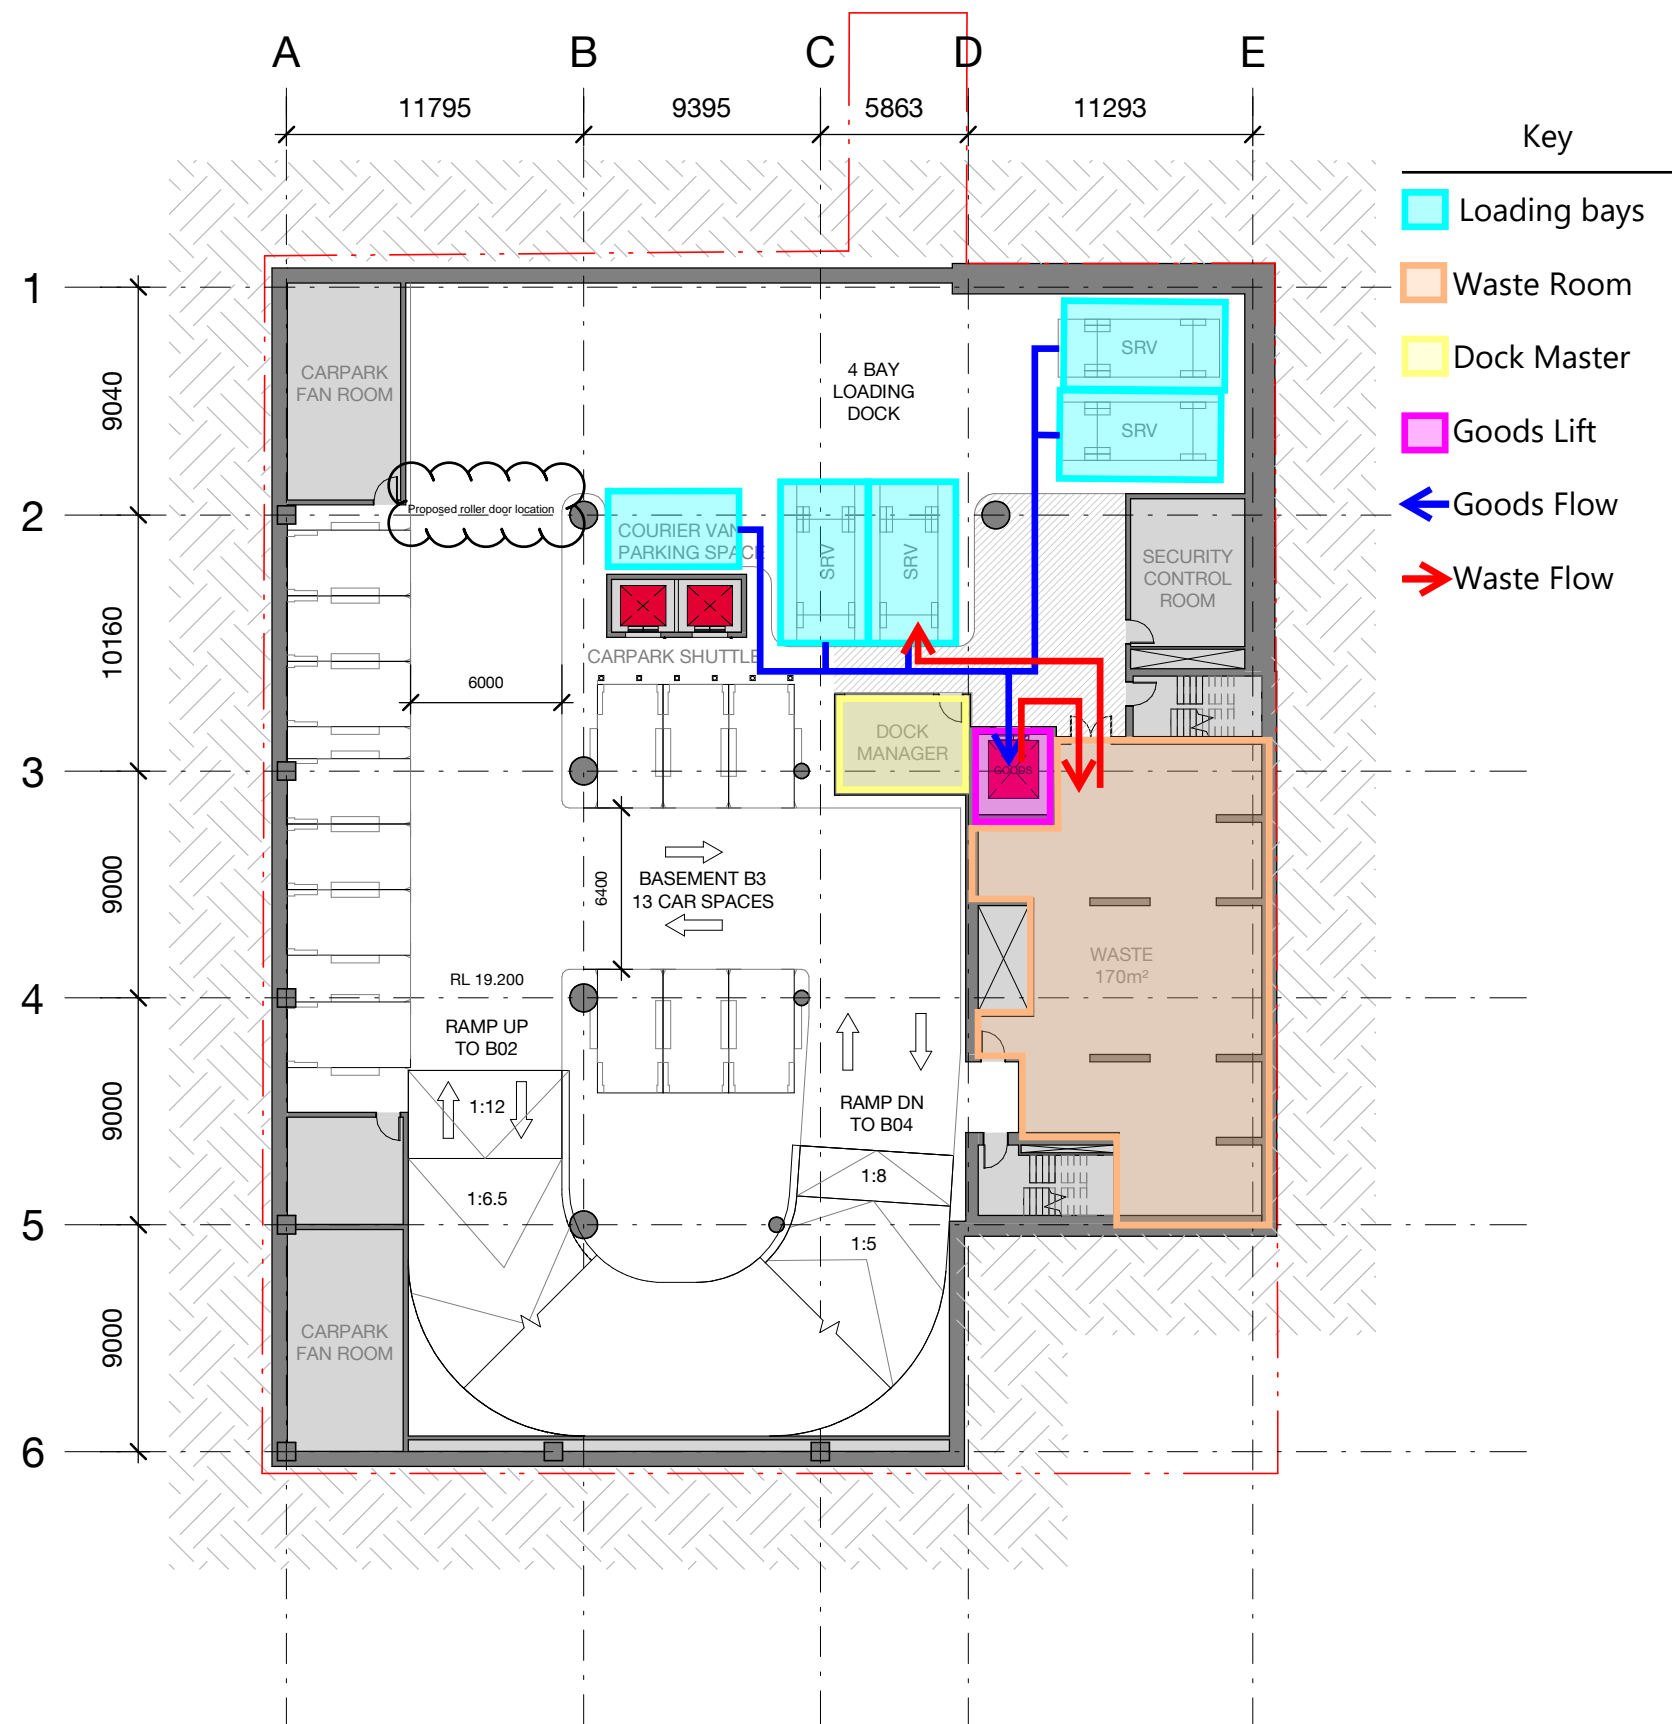 A
B
C
D
E
11795
9395
5863
11293
Key
Loading bays
Waste Room
Dock Master
Goods Lift
Goods Flow
Waste Flow
1
2
3
4
5
6
9040
10160
9000
9000
9000
CARPARK
FAN ROOM
4 BAY
LOADING
DOCK
SRV
SRV
Proposed roller door location
COURIER VAN
PARKING SPACE
SRV
SRV
SECURITY
CONTROL
ROOM
CARPARK SHUTTLE
6000
DOCK
MANAGER
GOODS
6400
BASEMENT B3
13 CAR SPACES
WASTE
170m²
RL 19.200
RAMP UP
TO B02
RAMP DN
TO B04
1:12
1:8
1:6.5
1:5
CARPARK
FAN ROOM